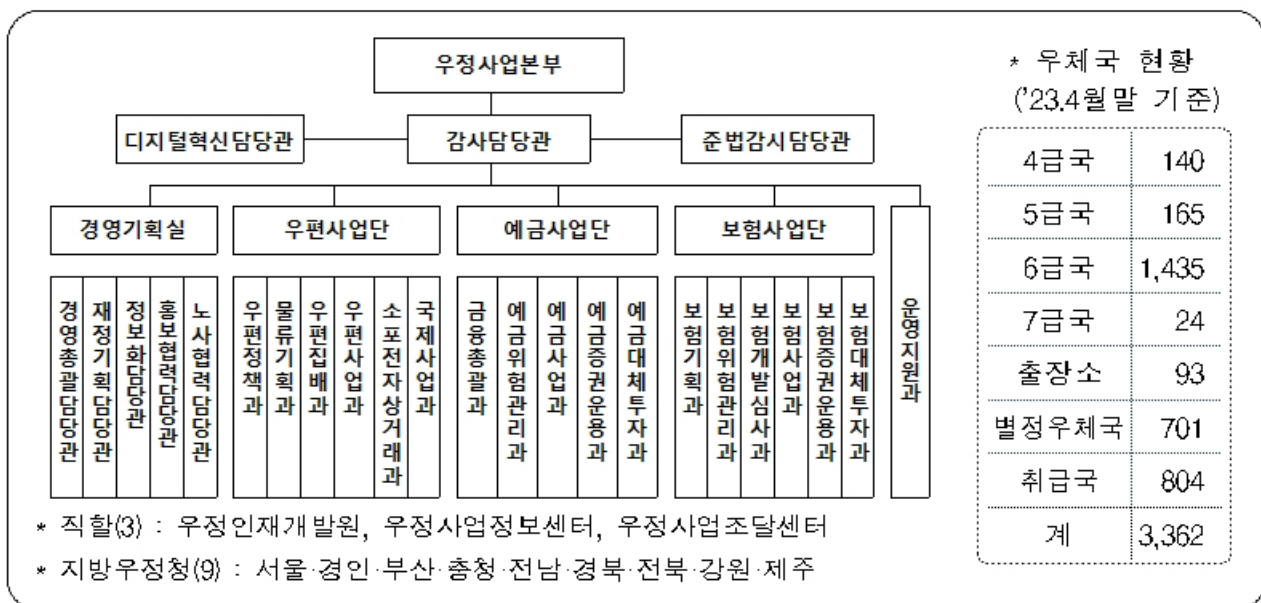 우정사업본부
디지털혁신담당관
감사담당관
준법감시담당관
경영기획실
우편사업단
예금사업단
보험사업단
경영총괄담당관
재정기획담당관
정보화담당관
홍보협력담당관
노사협력담당관
우편정책과
물류기획과
우편집배과
우편사업과
소포전자상거래과
국제사업과
금융총괄과
예금위험관리과
예금사업과
예금증권운용과
예금대체투자과
보험기획과
보험위험관리과
보험개발심사과
보험사업과
보험증권운용과
보험대체투자과
운영지원과
* 직할(3) : 우정인재개발원, 우정사업정보센터, 우정사업조달센터
* 지방우정청(9) : 서울·경인·부산·충청·전남·경북·전북·강원·제주
* 우체국 현황
('23.4월말 기준)
4급국 140
5급국 165
6급국 1,435
7급국 24
출장소 93
별정우체국 701
취급국 804
계 3,362